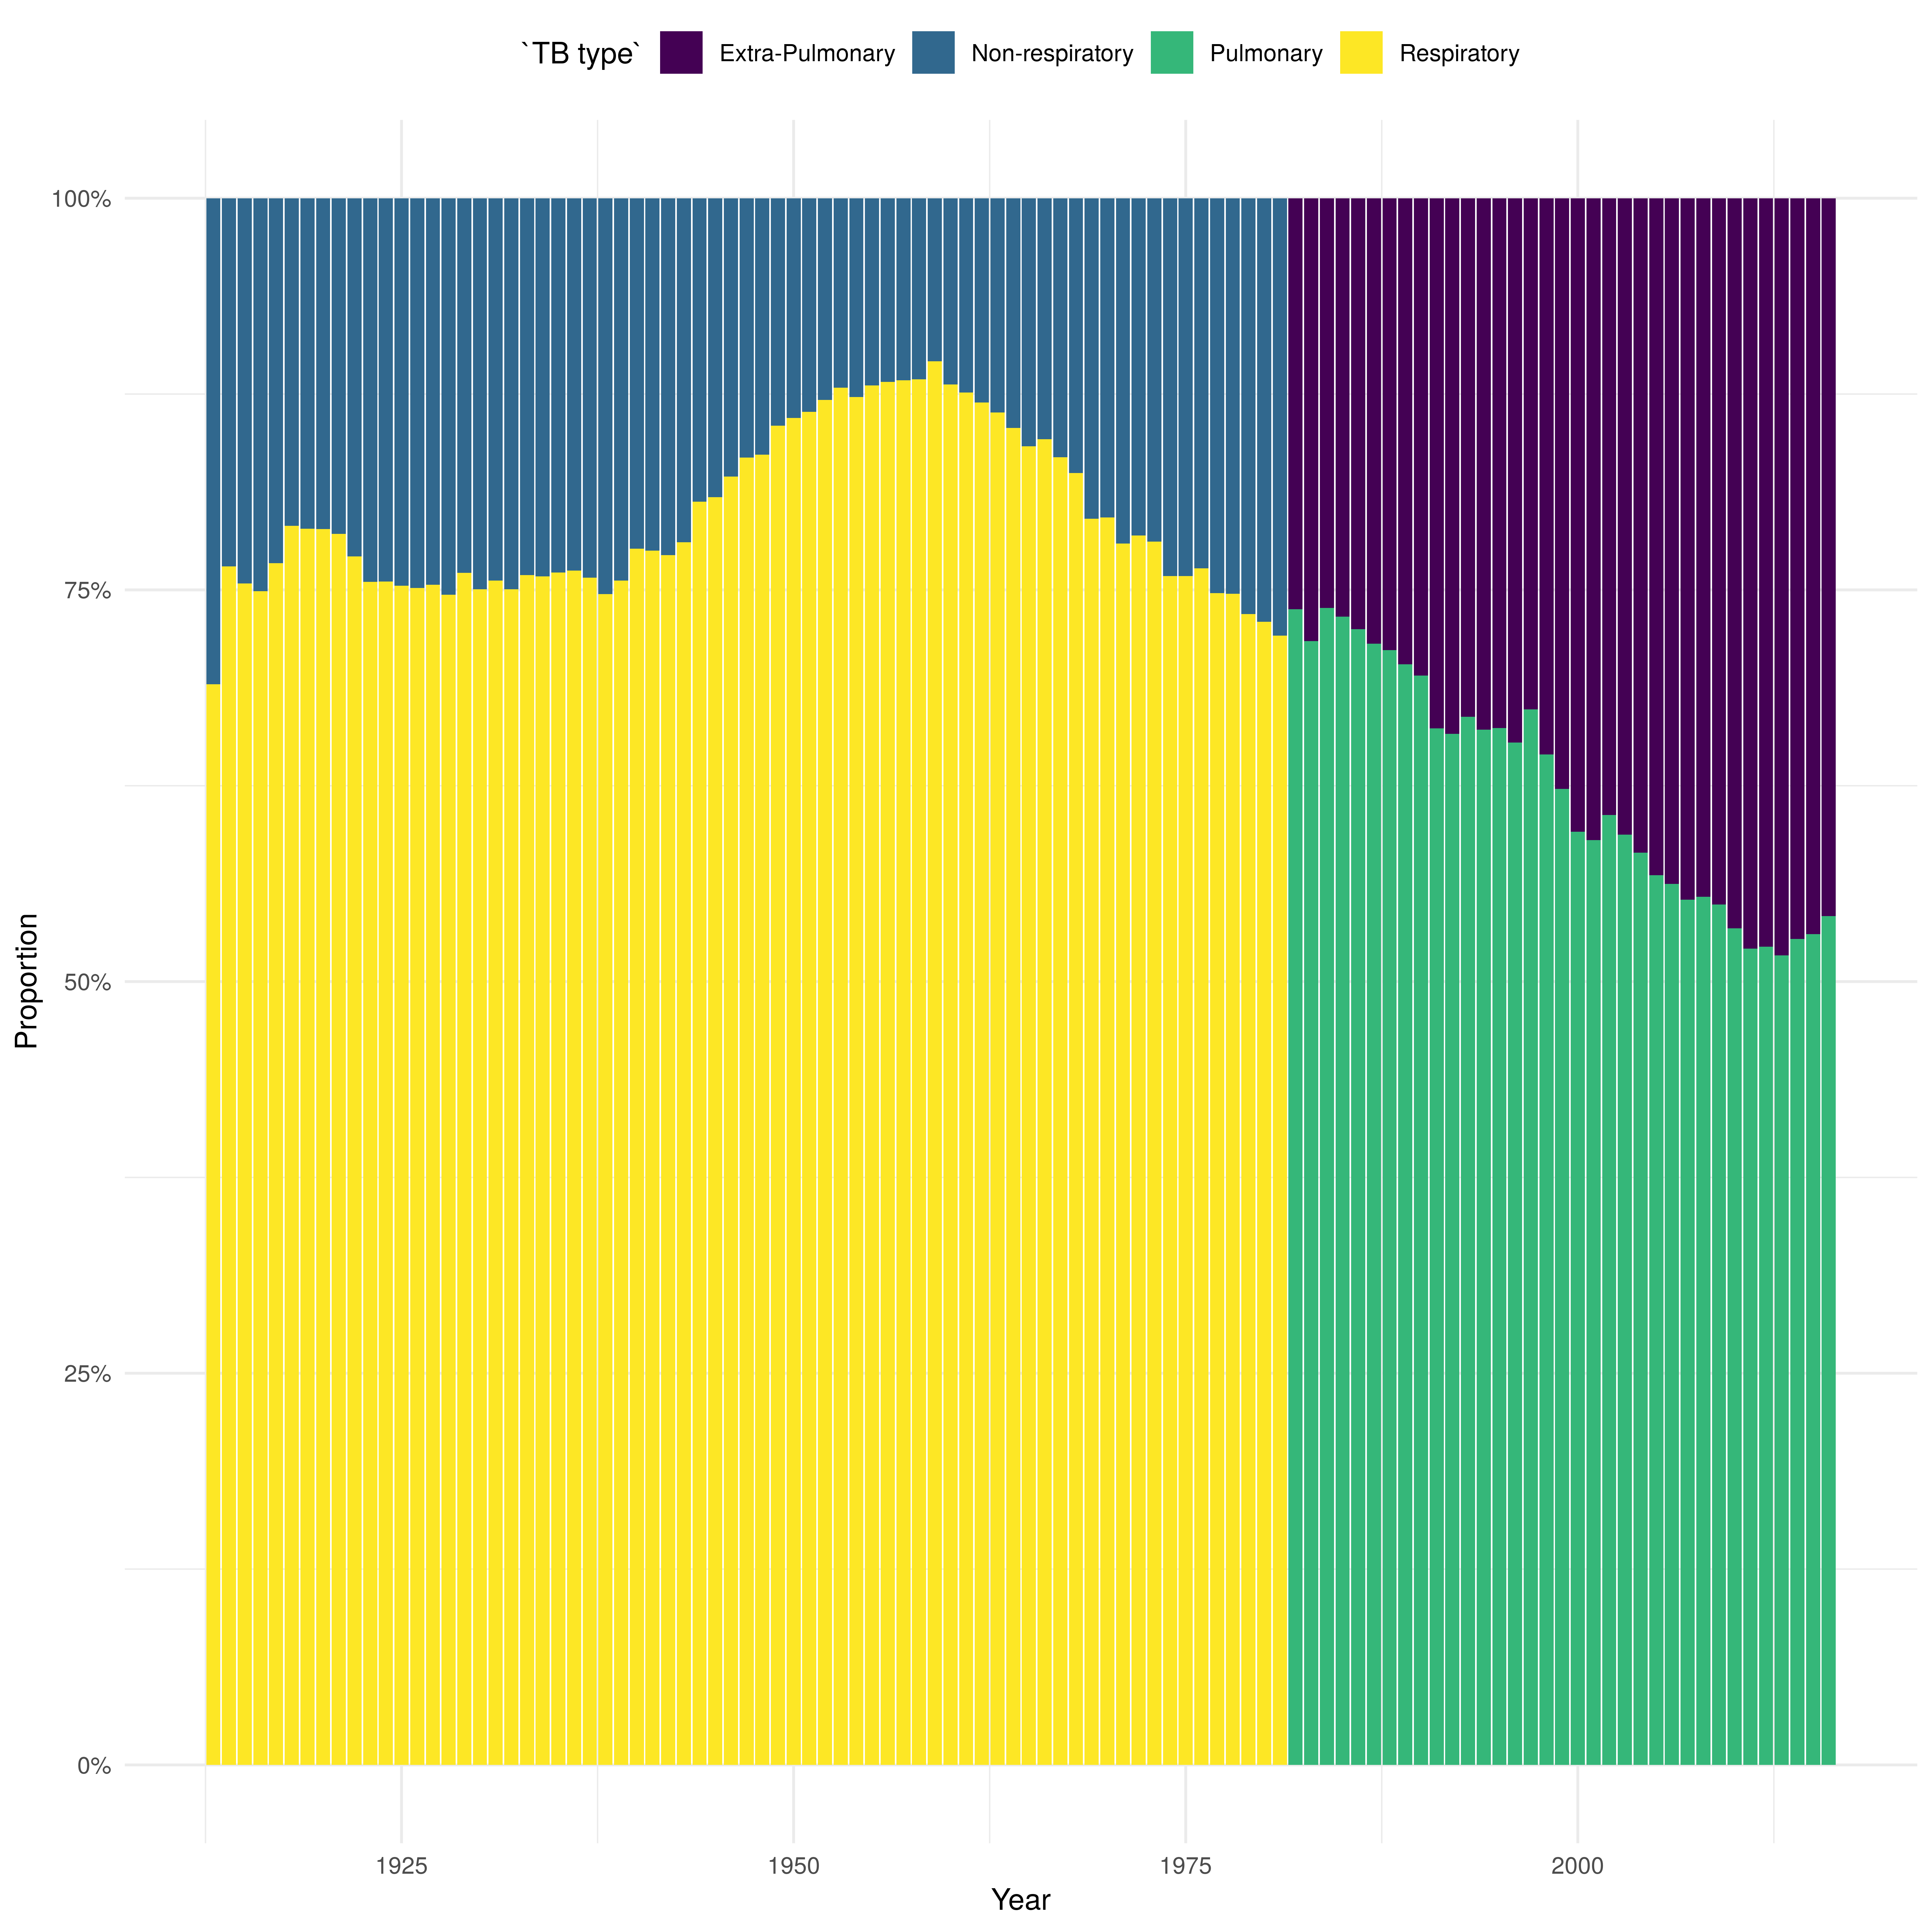 `TB type` Extra-Pulmonary Non-respiratory Pulmonary Respiratory
100%
75%
50%
25%
0%
Proportion
1925 1950 1975 2000
Year